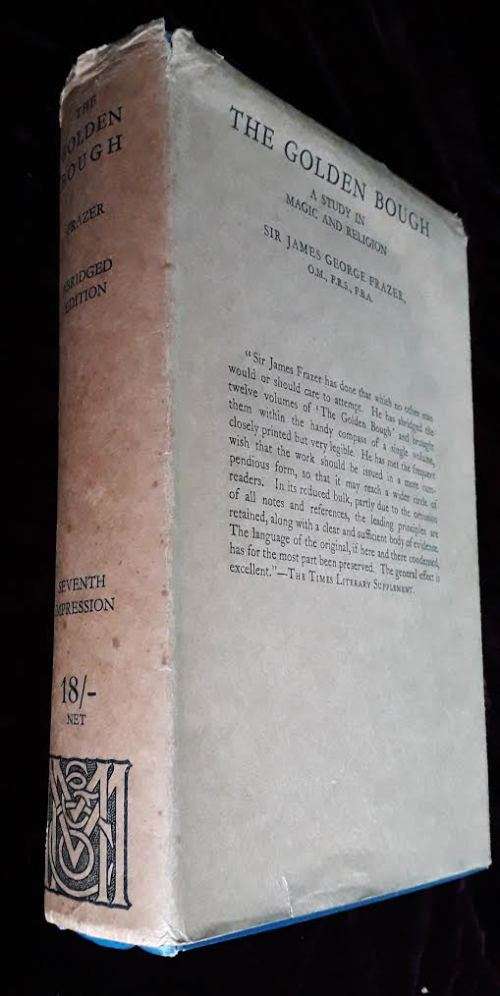 THE
GOLDEN
BOUGH
FRAZER
ABRIDGED
EDITION
SEVENTH
IMPRESSION
18/-
NET
THE GOLDEN BOUGH
A STUDY IN
MAGIC AND RELIGION
SIR JAMES GEORGE FRAZER,
O.M., F.R.S., F.B.A.
"Sir James Frazer has done that which no other man
would or should care to attempt. He has abridged the
twelve volumes of 'The Golden Bough' and brought
them within the handy compass of a single volume,
closely printed but very legible. He has met the frequent
wish that the work should be issued in a more com-
pendious form, so that it may reach a wider circle of
readers. In its reduced bulk, partly due to the omission
of all notes and references, the leading principles are
retained, along with a clear and sufficient body of evidence.
The language of the original, if here and there condensed,
has for the most part been preserved. The general effect is
excellent."—THE TIMES LITERARY SUPPLEMENT.